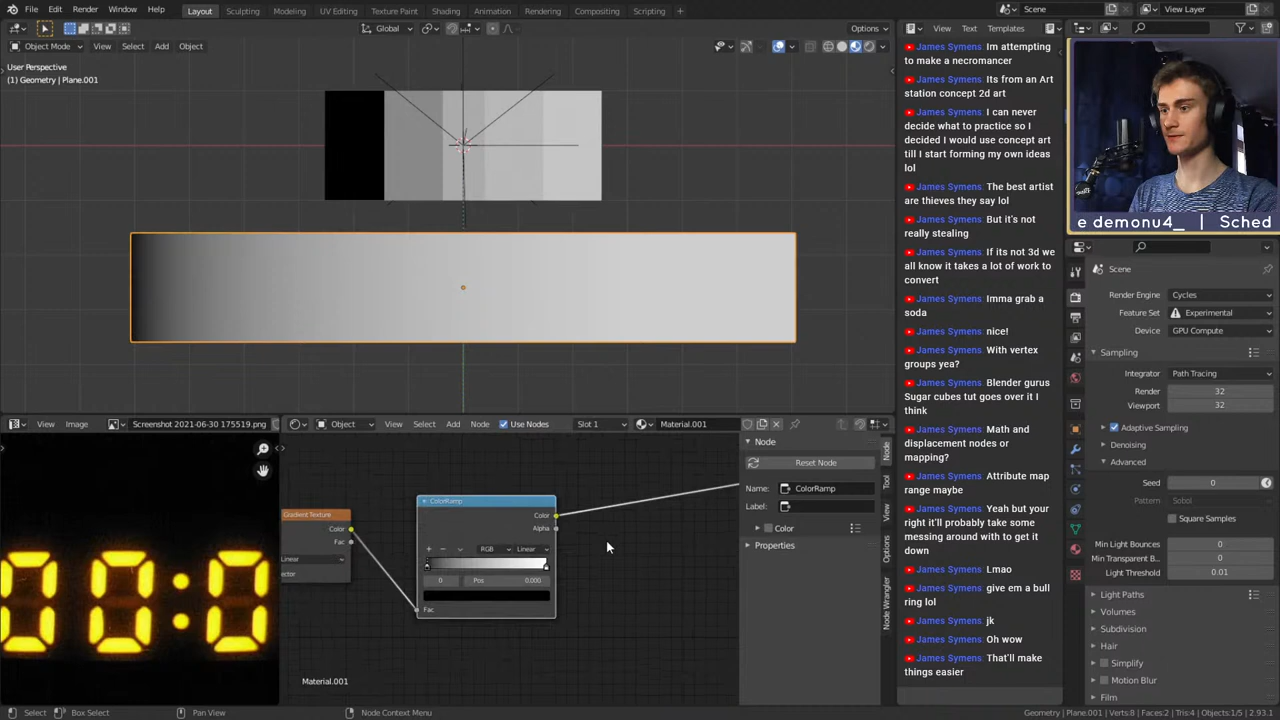 File Edit Render Window Help
Layout Sculpting Modeling UV Editing Texture Paint Shading Animation Rendering Compositing Scripting +
Scene View Layer
Global
Options
View Text Templates
Object Mode View Select Add Object
User Perspective
(1) Geometry | Plane.001
James Symens Im attempting
to make a necromancer
James Symens Its from an Art
station concept 2d art
James Symens I can never
decide what to practice so I
decided I would use concept art
till I start forming my own ideas
lol
James Symens The best artist
are thieves they say lol
James Symens But it's not
really stealing
James Symens If its not 3d we
all know it takes a lot of work to
convert
James Symens Imma grab a
soda
James Symens nice!
James Symens With vertex
groups yea?
James Symens Blender gurus
Sugar cubes tut goes over it I
think
James Symens Math and
displacement nodes or
mapping?
James Symens Attribute map
range maybe
James Symens Yeah but your
right it'll probably take some
messing around with to get it
down
James Symens Lmao
James Symens give em a bull
ring lol
James Symens jk
James Symens Oh wow
James Symens That'll make
things easier
e demonu4_ | Sched
Scene
Render Engine Cycles
Feature Set Experimental
Device GPU Compute
Sampling
Integrator Path Tracing
Render 32
Viewport 32
Adaptive Sampling
Denoising
Advanced
Seed 0
Pattern Sobol
Square Samples
Min Light Bounces 0
Min Transparent B... 0
Light Threshold 0.01
Light Paths
Volumes
Subdivision
Hair
Simplify
Motion Blur
Film
View Image Screenshot 2021-06-30 175519.png
0 0:0
Object View Select Add Node Use Nodes Slot 1 Material.001
Gradient Texture
Color
Fac
Linear
ector
ColorRamp
Color
Alpha
+ − RGB Linear
0 Pos 0.000
Fac
Material.001
Node
Reset Node
Name: ColorRamp
Label:
Color
Properties
Node
Tool
View
Options
Node Wrangler
Select Box Select Pan View Node Context Menu
Geometry | Plane.001 | Verts:8 | Faces:2 | Tris:4 | Objects:1/5 | 2.93.1